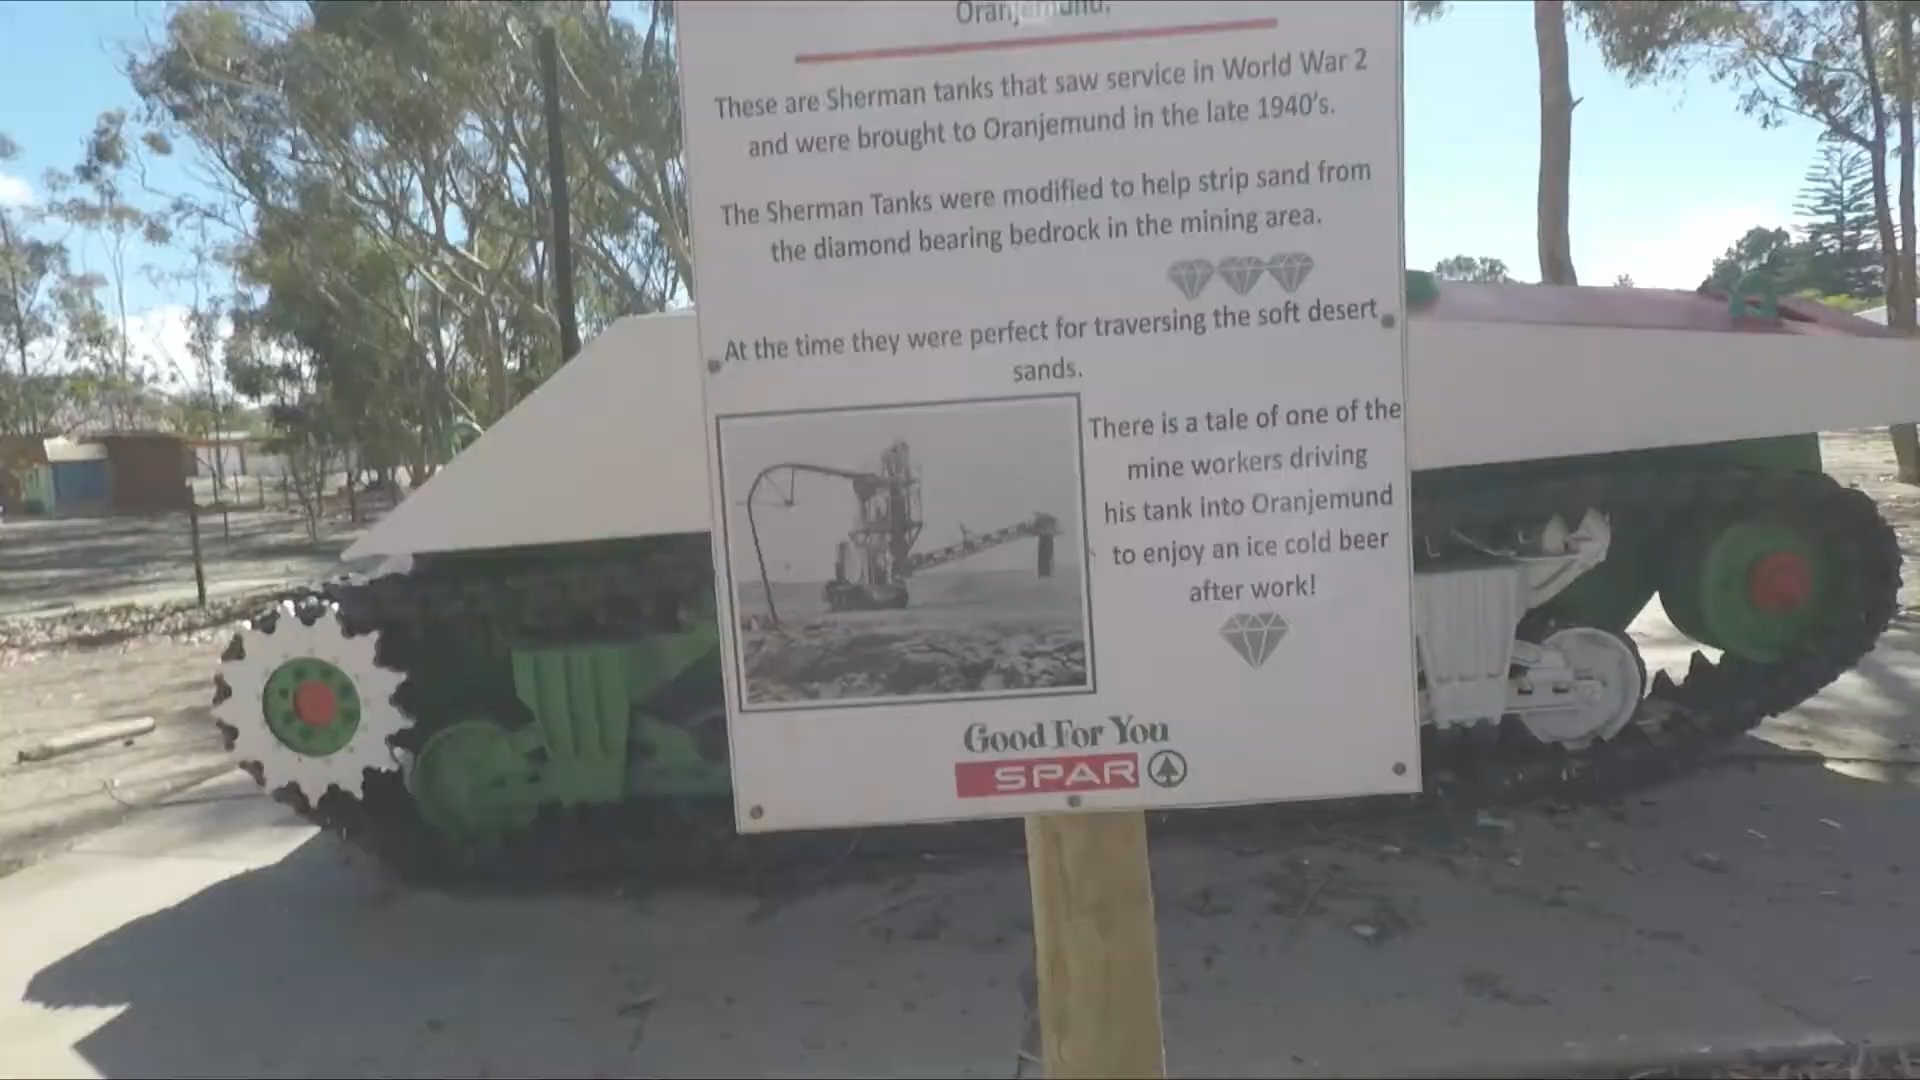 Oranjemund.
These are Sherman tanks that saw service in World War 2
and were brought to Oranjemund in the late 1940's.
The Sherman Tanks were modified to help strip sand from
the diamond bearing bedrock in the mining area.
At the time they were perfect for traversing the soft desert
sands.
There is a tale of one of the
mine workers driving
his tank into Oranjemund
to enjoy an ice cold beer
after work!
Good For You
SPAR